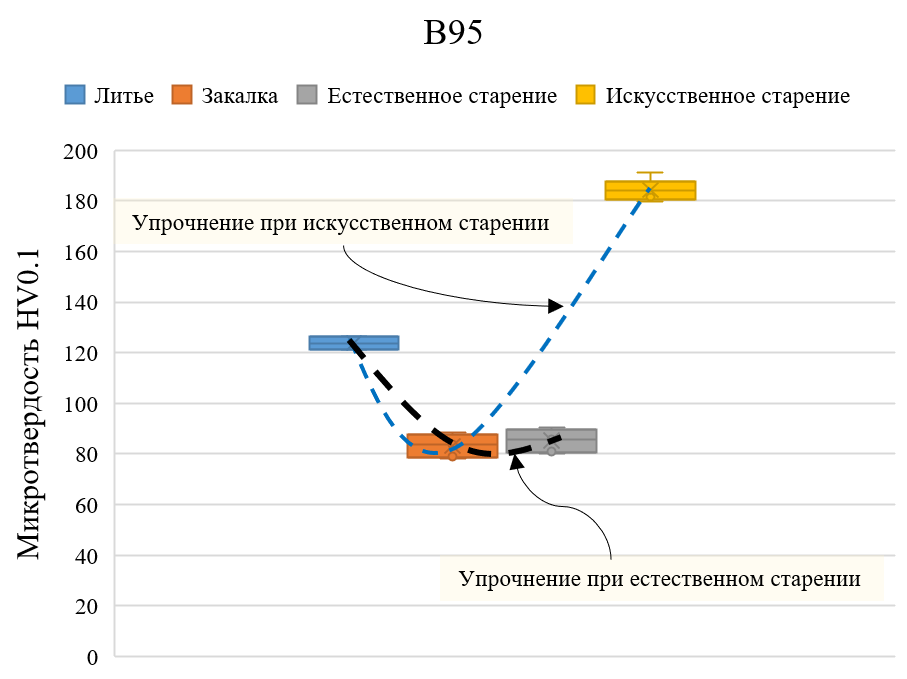 В95
Литье
Закалка
Естественное старение
Искусственное старение
Микротвердость HV0.1
200
180
160
140
120
100
80
60
40
20
0
Упрочнение при искусственном старении
Упрочнение при естественном старении